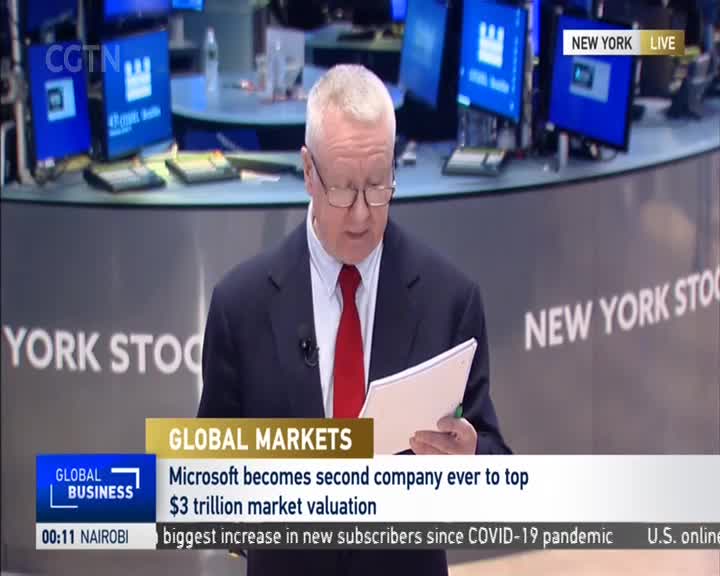 CGTN
NEW YORK LIVE
YORK STOC
NEW YORK STOC
GLOBAL MARKETS
GLOBAL
BUSINESS
Microsoft becomes second company ever to top
$3 trillion market valuation
00:11 NAIROBI
biggest increase in new subscribers since COVID-19 pandemic U.S. online